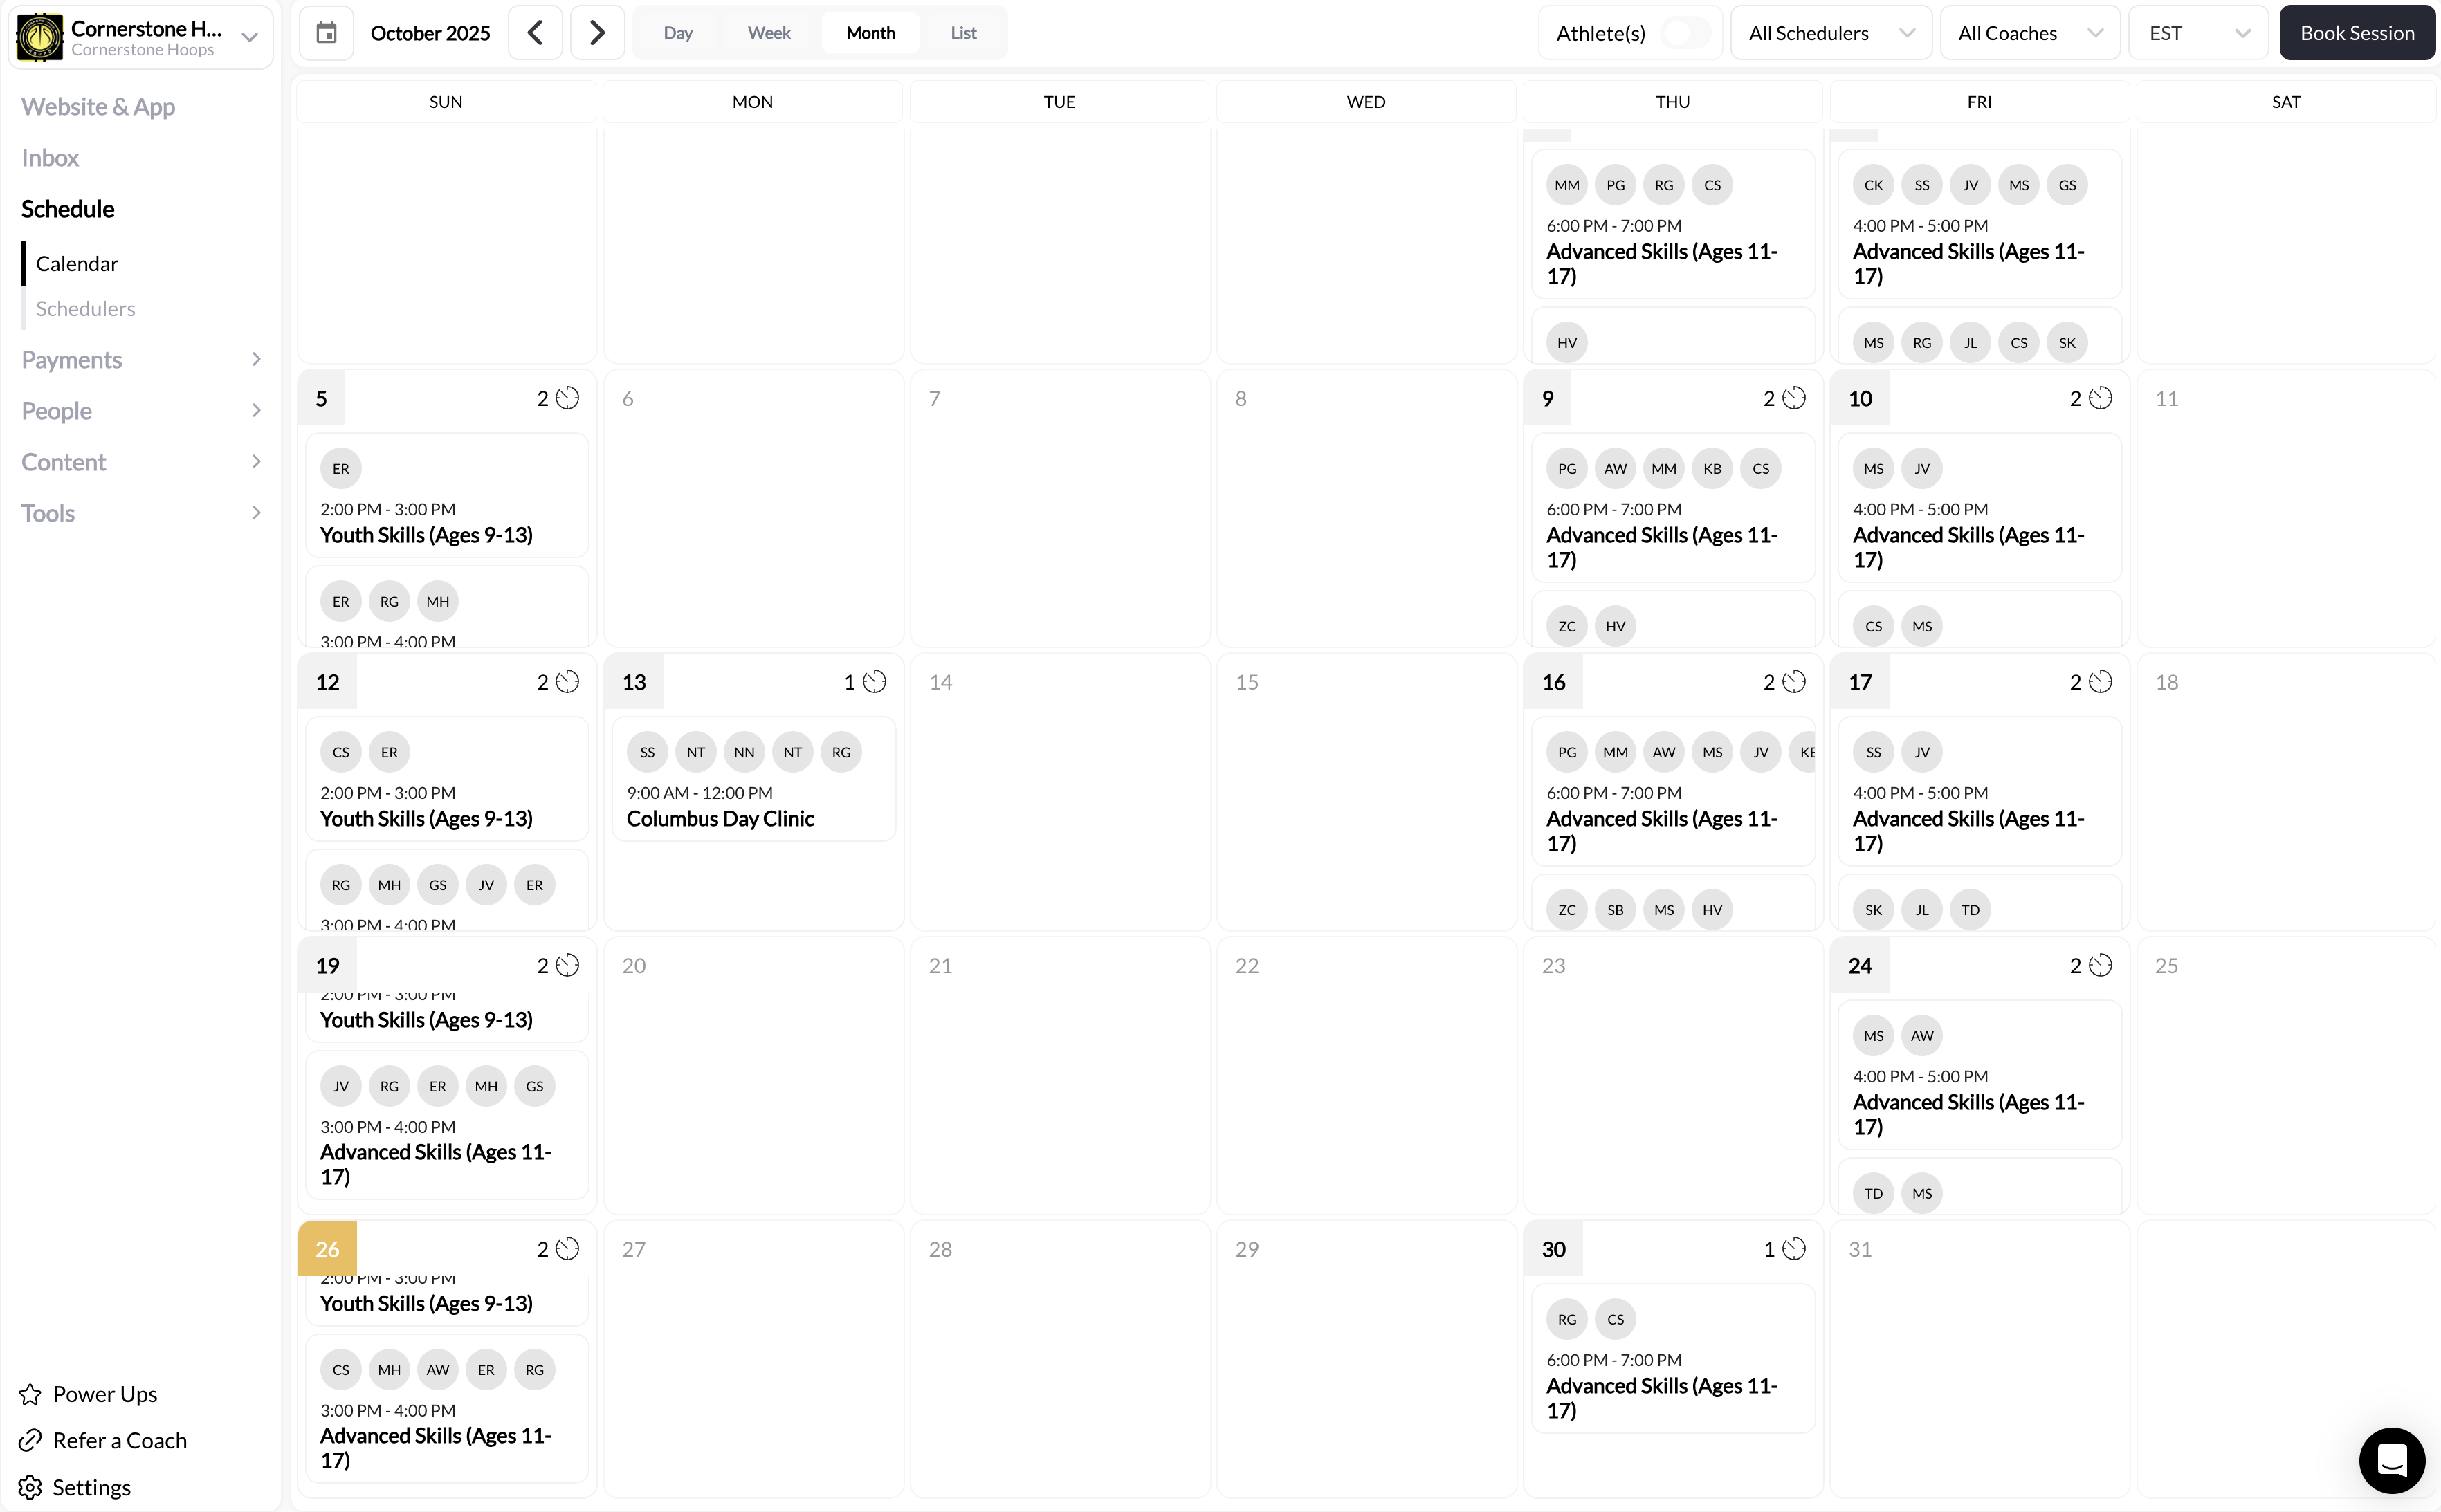 Cornerstone H...
Cornerstone Hoops
October 2025
Day
Week
Month
List
Athlete(s)
All Schedulers
All Coaches
EST
Book Session
Website & App
Inbox
Schedule
Calendar
Schedulers
Payments
People
Content
Tools
Power Ups
Refer a Coach
Settings
SUN
MON
TUE
WED
THU
FRI
SAT
MM PG RG CS
6:00 PM - 7:00 PM
Advanced Skills (Ages 11-
17)
HV
CK SS JV MS GS
4:00 PM - 5:00 PM
Advanced Skills (Ages 11-
17)
MS RG JL CS SK
5 2
ER
2:00 PM - 3:00 PM
Youth Skills (Ages 9-13)
ER RG MH
3:00 PM - 4:00 PM
6
7
8
9 2
PG AW MM KB CS
6:00 PM - 7:00 PM
Advanced Skills (Ages 11-
17)
ZC HV
10 2
MS JV
4:00 PM - 5:00 PM
Advanced Skills (Ages 11-
17)
CS MS
11
12 2
CS ER
2:00 PM - 3:00 PM
Youth Skills (Ages 9-13)
RG MH GS JV ER
3:00 PM - 4:00 PM
13 1
SS NT NN NT RG
9:00 AM - 12:00 PM
Columbus Day Clinic
14
15
16 2
PG MM AW MS JV
6:00 PM - 7:00 PM
Advanced Skills (Ages 11-
17)
ZC SB MS HV
17 2
SS JV
4:00 PM - 5:00 PM
Advanced Skills (Ages 11-
17)
SK JL TD
18
19 2
2:00 PM - 3:00 PM
Youth Skills (Ages 9-13)
JV RG ER MH GS
3:00 PM - 4:00 PM
Advanced Skills (Ages 11-
17)
20
21
22
23
24 2
MS AW
4:00 PM - 5:00 PM
Advanced Skills (Ages 11-
17)
TD MS
25
26 2
2:00 PM - 3:00 PM
Youth Skills (Ages 9-13)
CS MH AW ER RG
3:00 PM - 4:00 PM
Advanced Skills (Ages 11-
17)
27
28
29
30 1
RG CS
6:00 PM - 7:00 PM
Advanced Skills (Ages 11-
17)
31